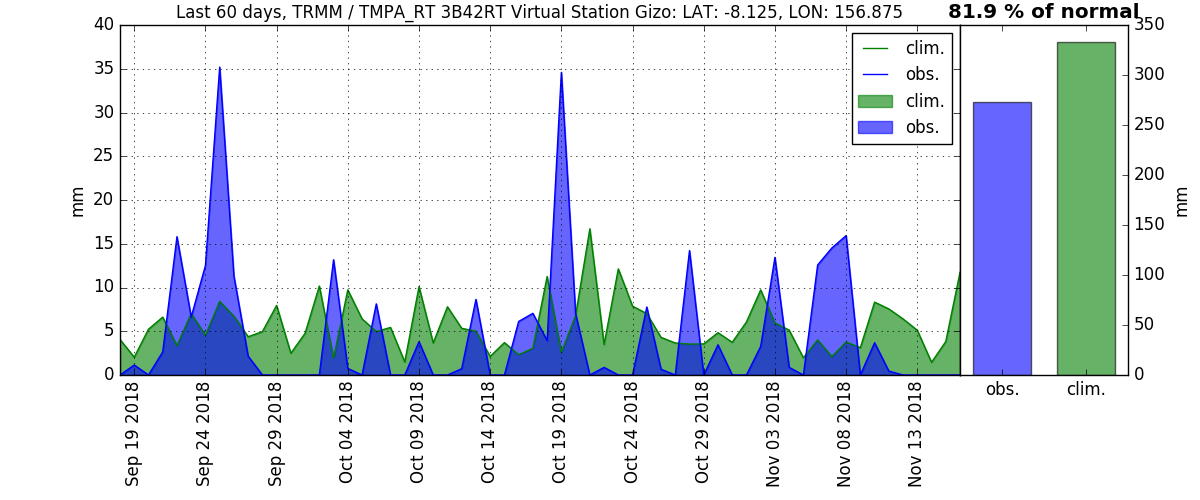 Last 60 days, TRMM / TMPA_RT 3B42RT Virtual Station Gizo: LAT: -8.125, LON: 156.875
81.9 % of normal
40
35
30
25
20
15
10
5
0
mm
clim.
obs.
clim.
obs.
350
300
250
200
150
100
50
0
mm
obs.
clim.
Sep 19 2018
Sep 24 2018
Sep 29 2018
Oct 04 2018
Oct 09 2018
Oct 14 2018
Oct 19 2018
Oct 24 2018
Oct 29 2018
Nov 03 2018
Nov 08 2018
Nov 13 2018